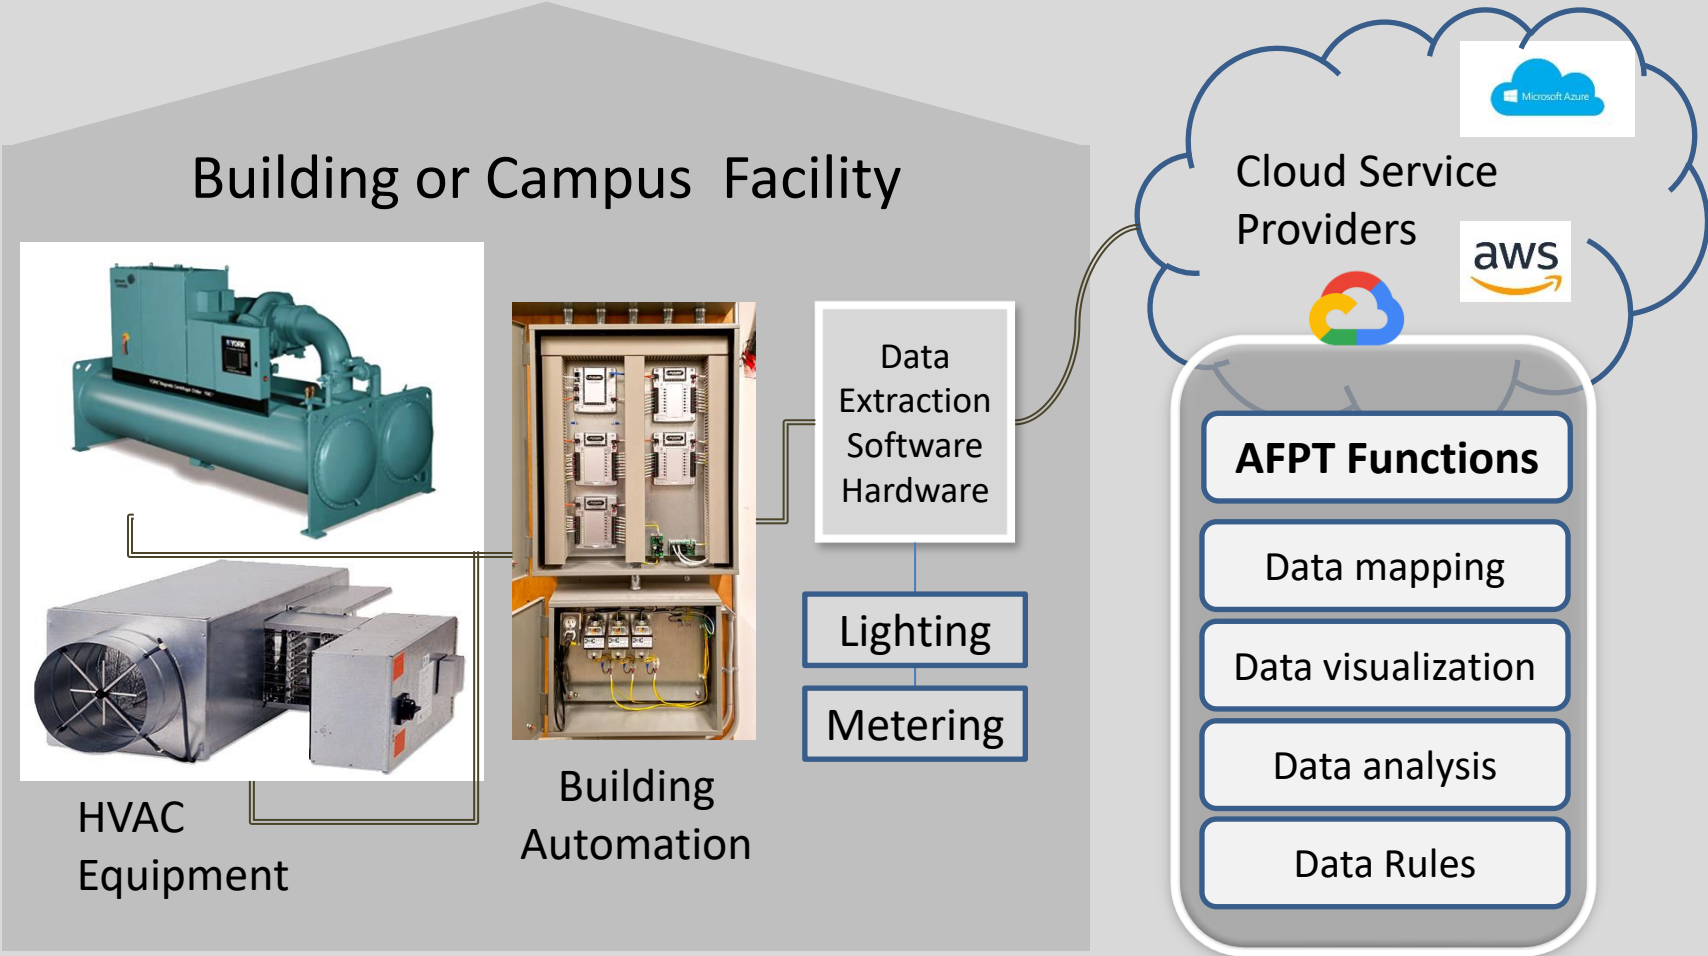 Microsoft Azure
Building or Campus Facility
Cloud Service
Providers
aws
YORK
Data
Extraction
Software
Hardware
AFPT Functions
Data mapping
Lighting
Data visualization
Metering
Data analysis
Building
Automation
HVAC
Equipment
Data Rules